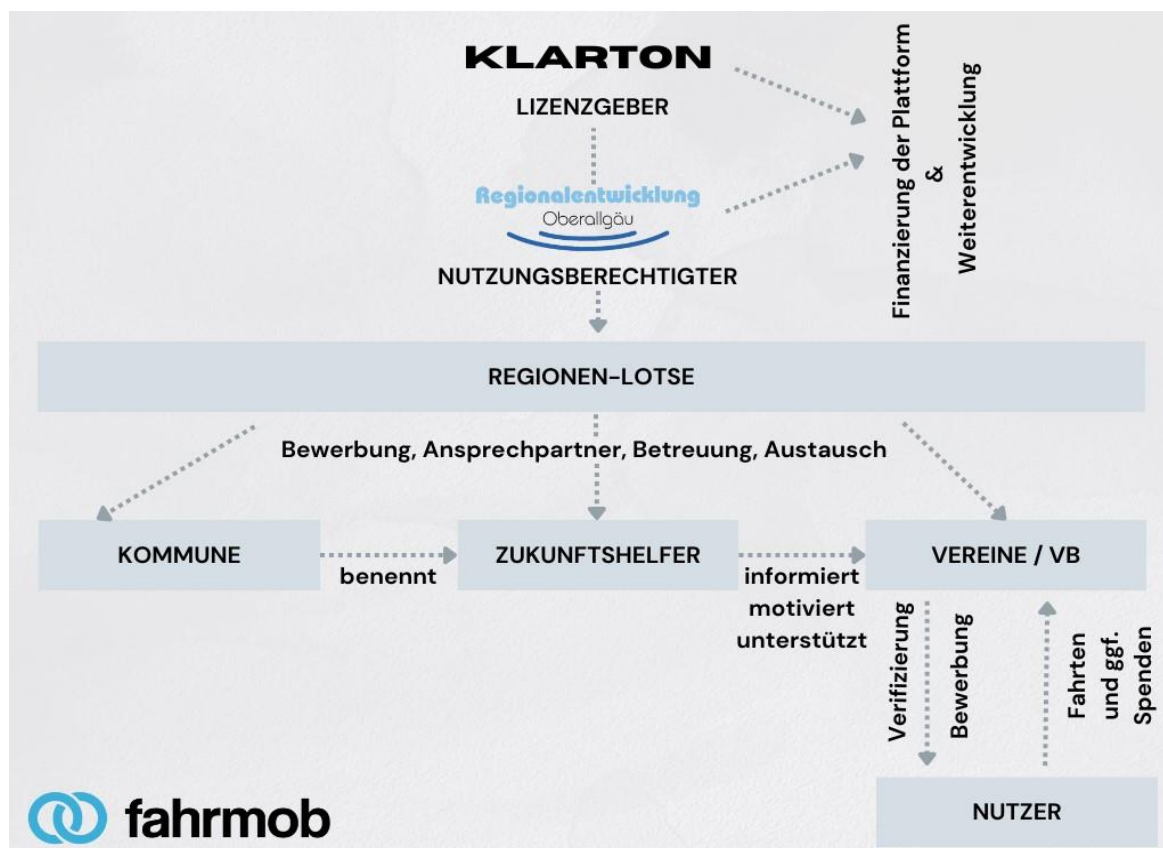 KLARTON
LIZENZGEBER
Finanzierung der Plattform
&
Weiterentwicklung
Regionalentwicklung
Oberallgäu
NUTZUNGSBERECHTIGTER
REGIONEN-LOTSE
Bewerbung, Ansprechpartner, Betreuung, Austausch
KOMMUNE
benennt
ZUKUNFTSHELFER
informiert
motiviert
unterstützt
VEREINE / VB
Verifizierung
Bewerbung
Fahrten
und ggf.
Spenden
NUTZER
fahrmob